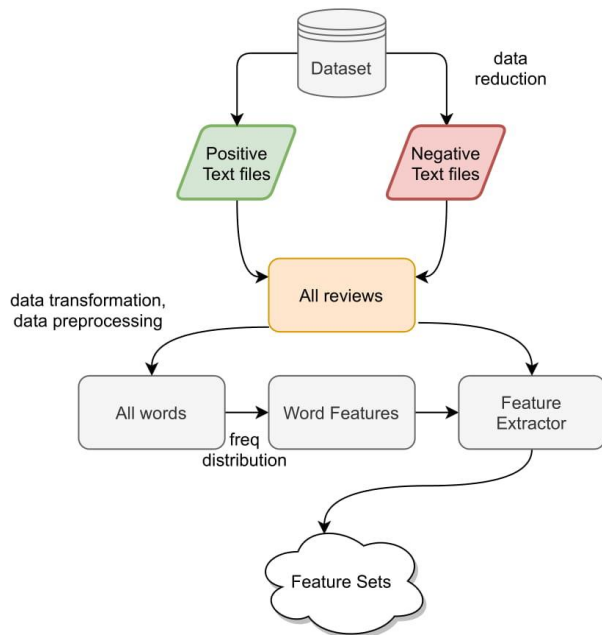 Dataset
data
reduction
Positive
Text files
Negative
Text files
All reviews
data transformation,
data preprocessing
All words
freq
distribution
Word Features
Feature
Extractor
Feature Sets